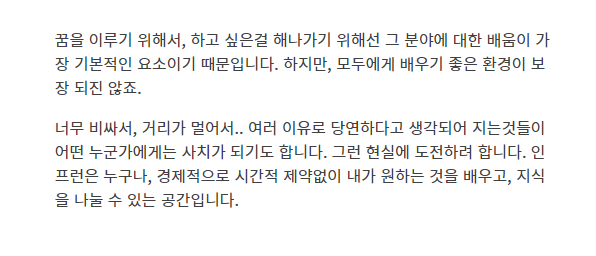 꿈을 이루기 위해서, 하고 싶은걸 해나가기 위해선 그 분야에 대한 배움이 가
장 기본적인 요소이기 때문입니다. 하지만, 모두에게 배우기 좋은 환경이 보
장 되진 않죠.
너무 비싸서, 거리가 멀어서.. 여러 이유로 당연하다고 생각되어 지는것들이
어떤 누군가에게는 사치가 되기도 합니다. 그런 현실에 도전하려 합니다. 인
프런은 누구나, 경제적으로 시간적 제약없이 내가 원하는 것을 배우고, 지식
을 나눌 수 있는 공간입니다.